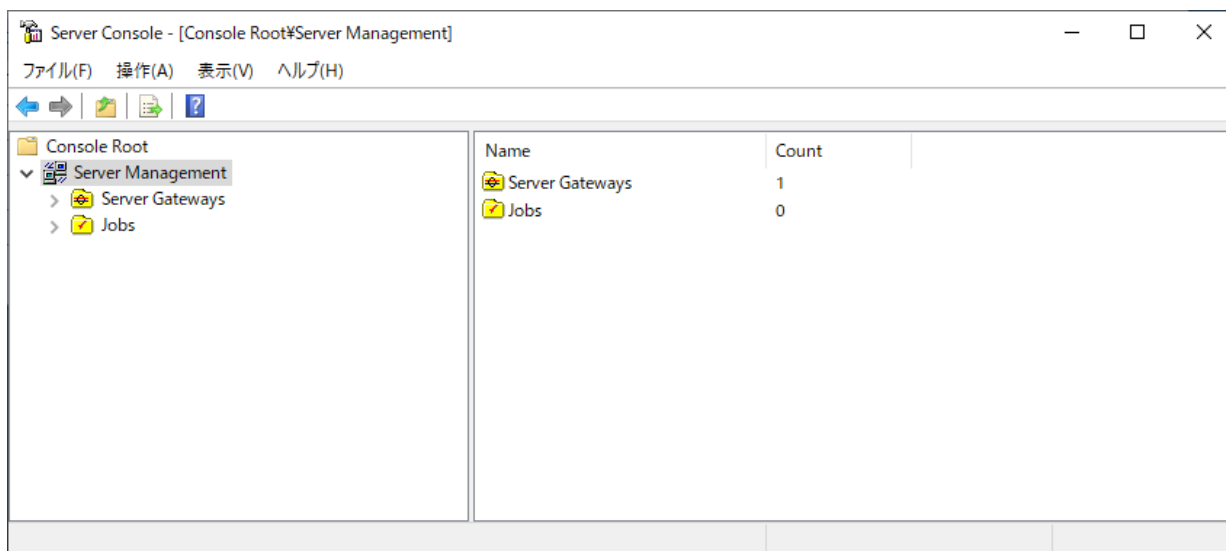 Server Console - [Console Root¥Server Management]
ファイル(F) 操作(A) 表示(V) ヘルプ(H)
Console Root
Server Management
Server Gateways
Jobs
Name Count
Server Gateways 1
Jobs 0